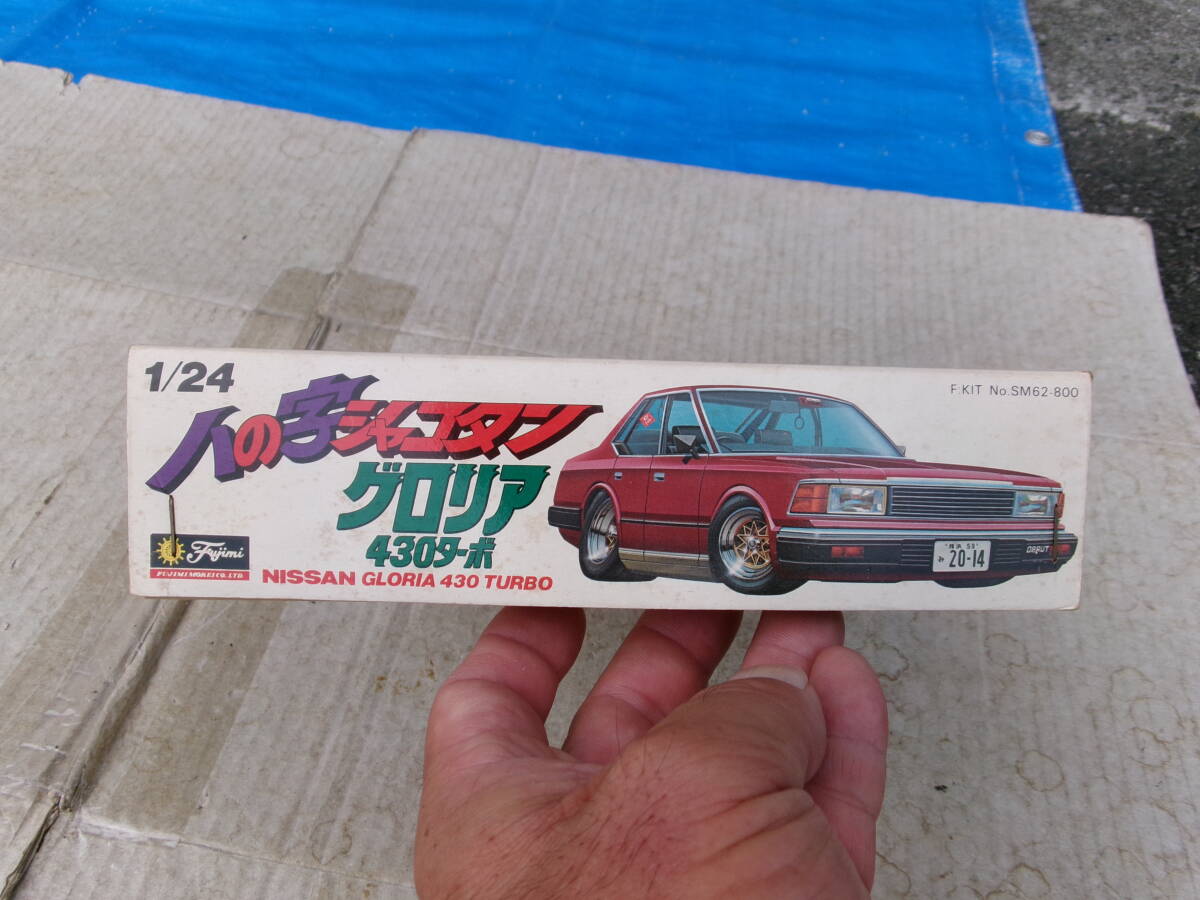 1/24
F.KIT No.SM62-800
ハの字シャコタン
グロリア
430ターボ
Fujimi
FUJIMI MOKEI CO. LTD.
NISSAN GLORIA 430 TURBO
20-14